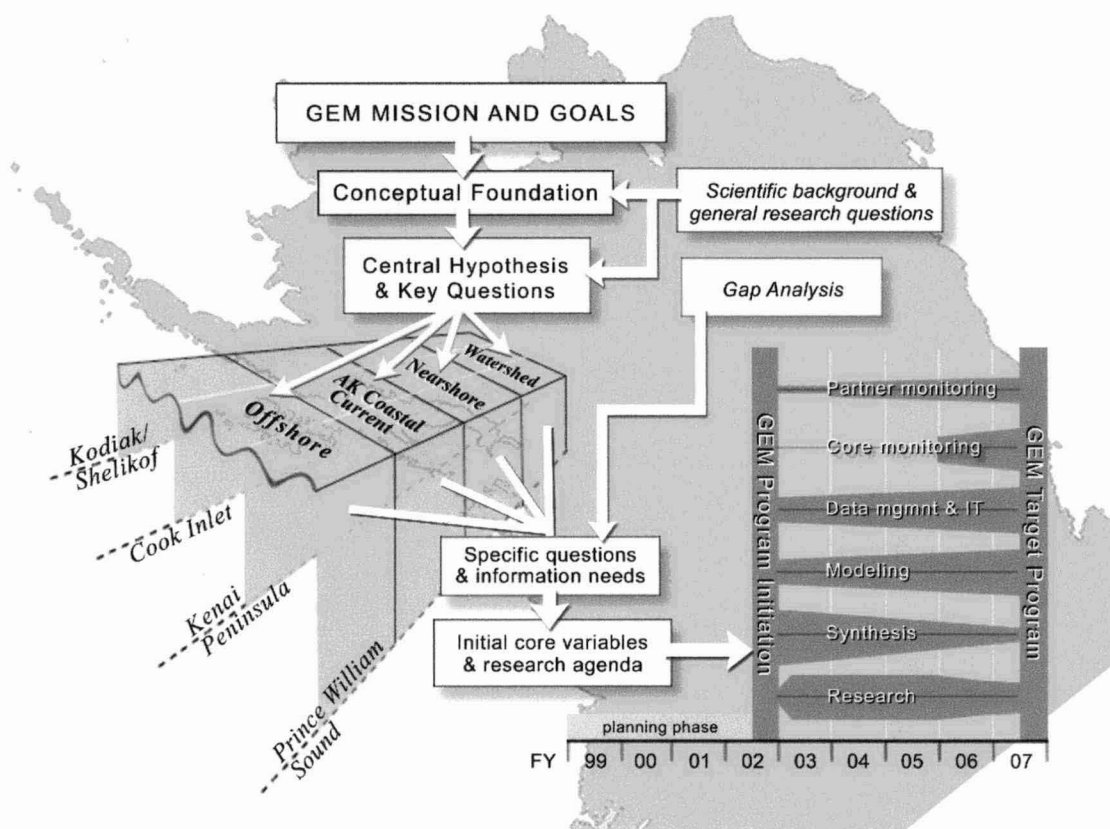 GEM MISSION AND GOALS
Conceptual Foundation
Scientific background &
general research questions
Central Hypothesis
& Key Questions
Gap Analysis
Watershed
Nearshore
AK Coastal
Current
Offshore
Kodiak/
Shelikof
Cook Inlet
Kenai
Peninsula
Prince William
Sound
Specific questions
& information needs
Initial core variables
& research agenda
GEM Program Initiation
Partner monitoring
Core monitoring
Data mgmnt & IT
Modeling
Synthesis
Research
GEM Target Program
planning phase
FY 99 00 01 02 03 04 05 06 07